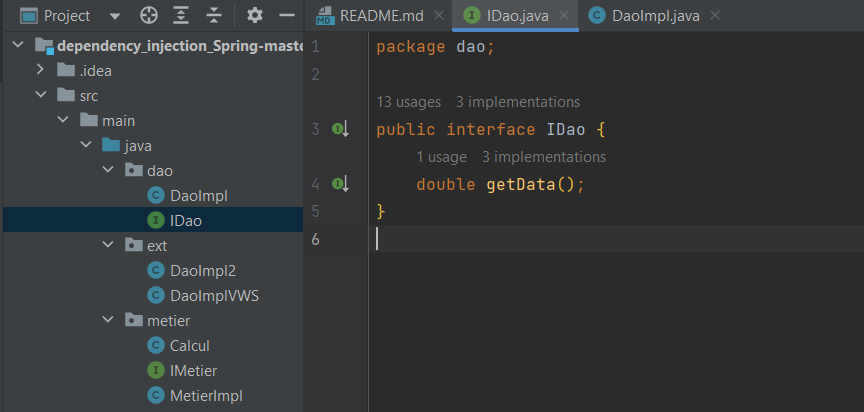 Project
README.md
IDao.java
DaoImpl.java
dependency_injection_Spring-maste
.idea
src
main
java
dao
DaoImpl
IDao
ext
DaoImpl2
DaoImplVWS
metier
Calcul
IMetier
MetierImpl
1 package dao;
2
13 usages 3 implementations
3 public interface IDao {
1 usage 3 implementations
4 double getData();
5 }
6